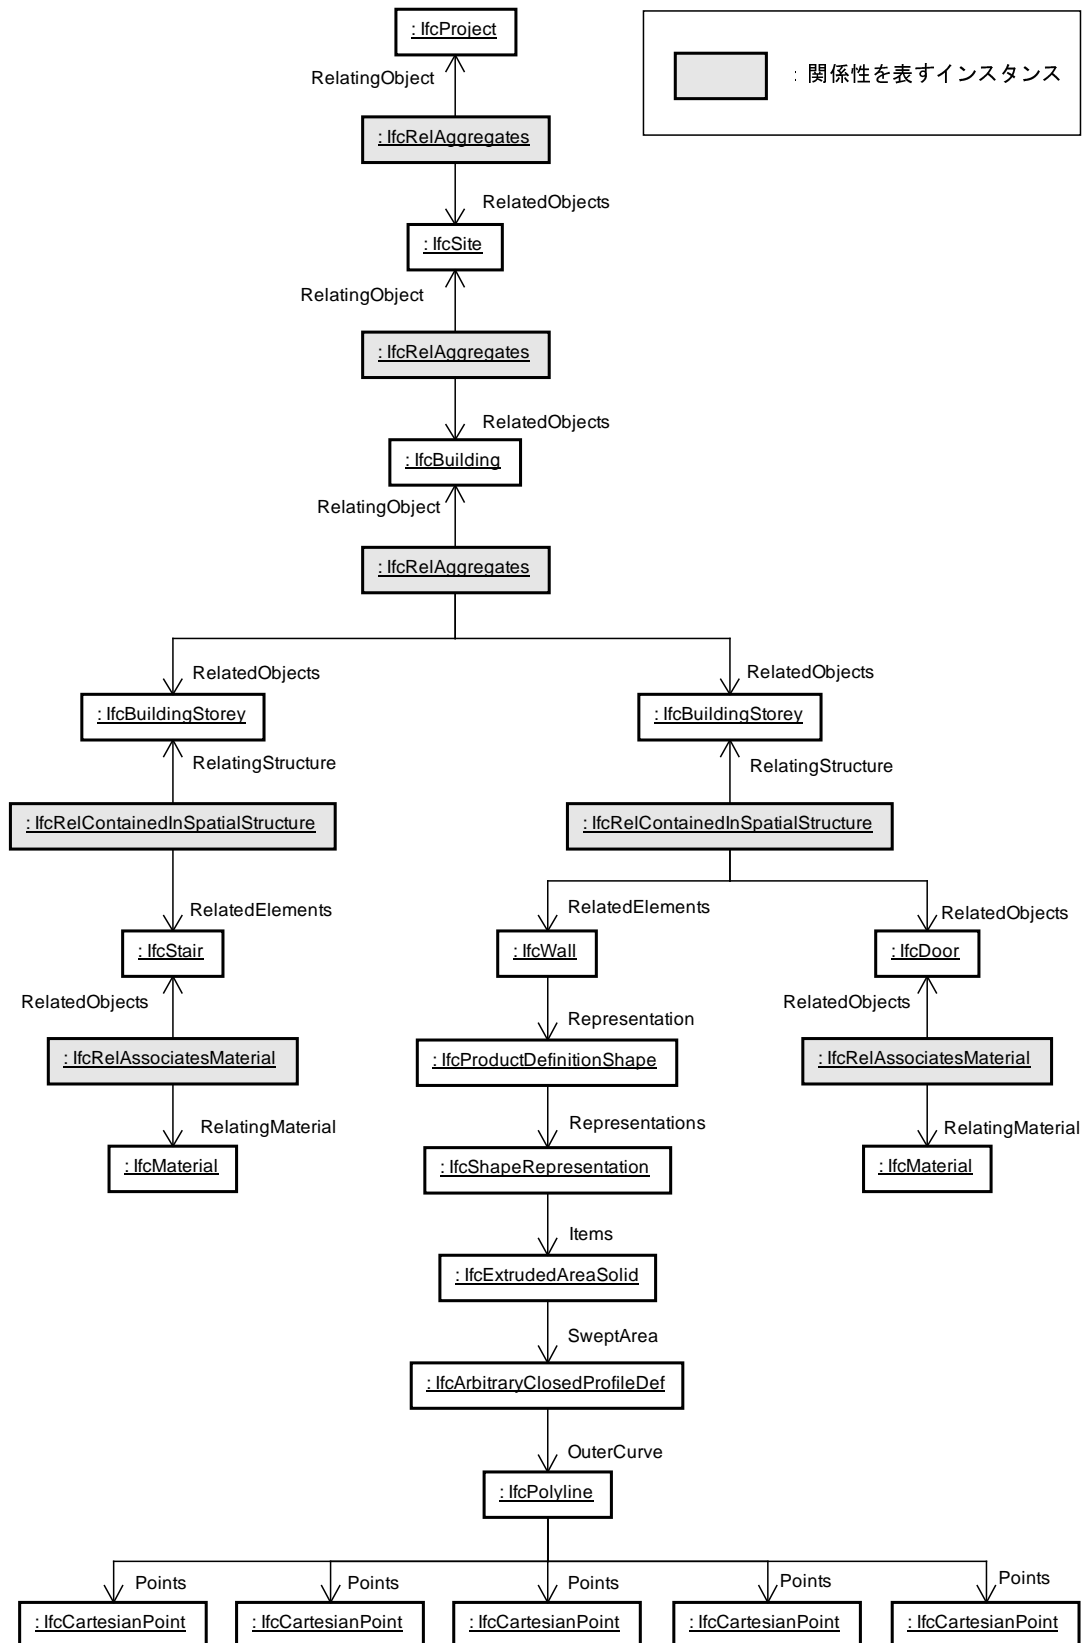 : IfcProject
: 関係性を表すインスタンス
RelatingObject
: IfcRelAggregates
RelatedObjects
: IfcSite
RelatingObject
: IfcRelAggregates
RelatedObjects
: IfcBuilding
RelatingObject
: IfcRelAggregates
RelatedObjects
RelatedObjects
: IfcBuildingStorey
: IfcBuildingStorey
RelatingStructure
RelatingStructure
: IfcRelContainedInSpatialStructure
: IfcRelContainedInSpatialStructure
RelatedElements
RelatedElements
RelatedObjects
: IfcStair
: IfcWall
: IfcDoor
RelatedObjects
RelatedObjects
Representation
: IfcRelAssociatesMaterial
: IfcProductDefinitionShape
: IfcRelAssociatesMaterial
RelatingMaterial
Representations
RelatingMaterial
: IfcMaterial
: IfcShapeRepresentation
: IfcMaterial
Items
: IfcExtrudedAreaSolid
SweptArea
: IfcArbitraryClosedProfileDef
OuterCurve
: IfcPolyline
Points
Points
Points
Points
Points
: IfcCartesianPoint
: IfcCartesianPoint
: IfcCartesianPoint
: IfcCartesianPoint
: IfcCartesianPoint